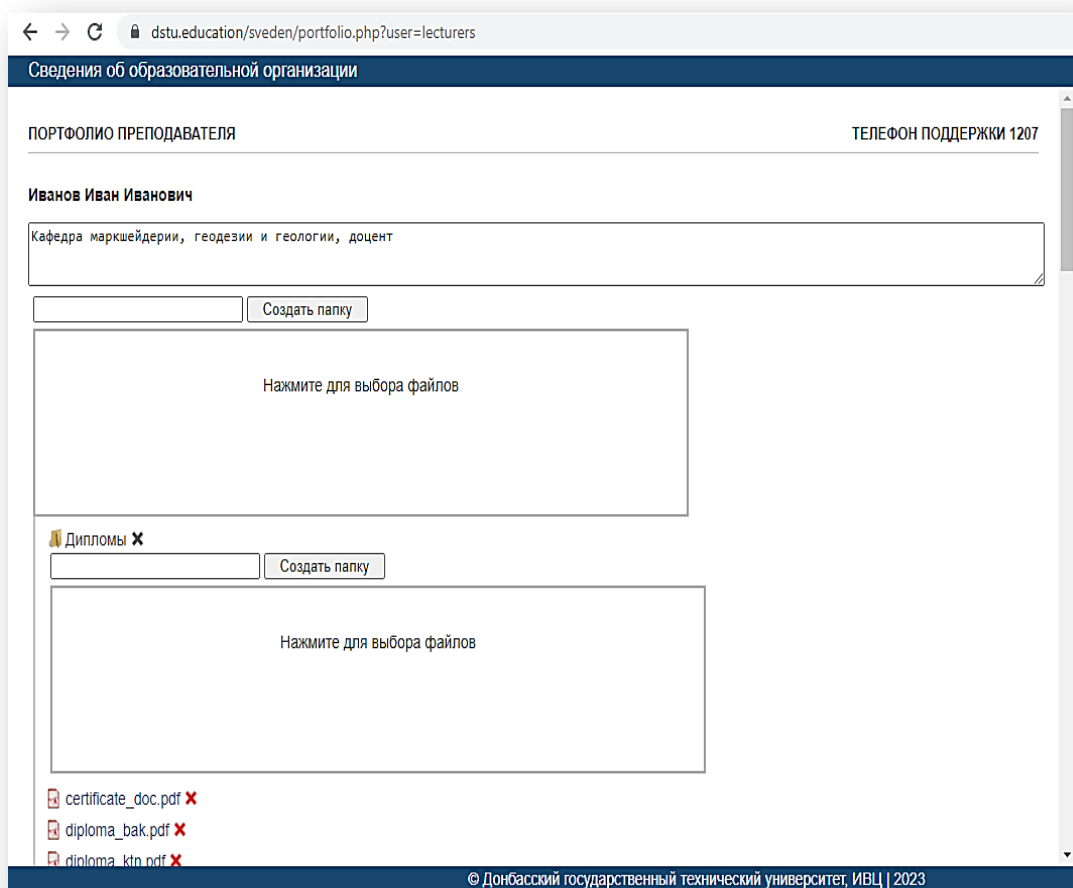 dstu.education/sveden/portfolio.php?user=lecturers
Сведения об образовательной организации
ПОРТФОЛИО ПРЕПОДАВАТЕЛЯ ТЕЛЕФОН ПОДДЕРЖКИ 1207
Иванов Иван Иванович
Кафедра маркшейдерии, геодезии и геологии, доцент
Создать папку
Нажмите для выбора файлов
Дипломы
Создать папку
Нажмите для выбора файлов
certificate_doc.pdf
diploma_bak.pdf
diploma_ktn.pdf
© Донбасский государственный технический университет, ИВЦ | 2023